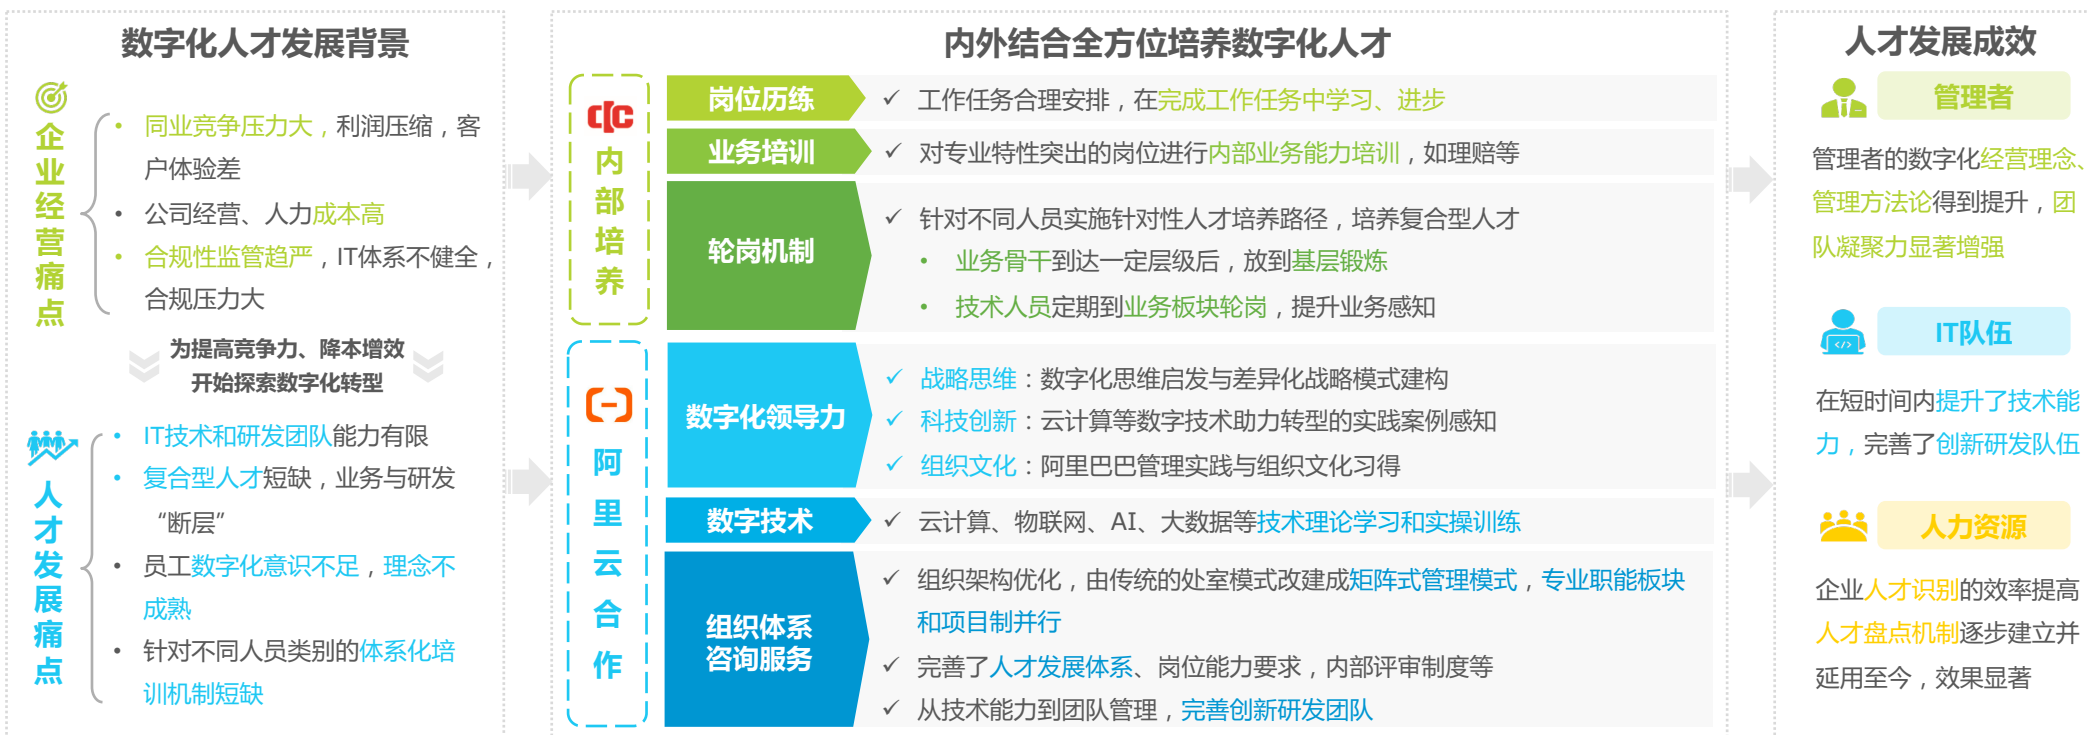 数字化人才发展背景
企业经营痛点
• 同业竞争压力大，利润压缩，客
户体验差
• 公司经营、人力成本高
• 合规性监管趋严，IT体系不健全，
合规压力大
为提高竞争力、降本增效
开始探索数字化转型
人才发展痛点
• IT技术和研发团队能力有限
• 复合型人才短缺，业务与研发
“断层”
• 员工数字化意识不足，理念不
成熟
• 针对不同人员类别的体系化培
训机制短缺
内外结合全方位培养数字化人才
内部培养
岗位历练
✓ 工作任务合理安排，在完成工作任务中学习、进步
业务培训
✓ 对专业特性突出的岗位进行内部业务能力培训，如理赔等
轮岗机制
✓ 针对不同人员实施针对性人才培养路径，培养复合型人才
• 业务骨干到达一定层级后，放到基层锻炼
• 技术人员定期到业务板块轮岗，提升业务感知
阿里云合作
数字化领导力
✓ 战略思维：数字化思维启发与差异化战略模式建构
✓ 科技创新：云计算等数字技术助力转型的实践案例感知
✓ 组织文化：阿里巴巴管理实践与组织文化习得
数字技术
✓ 云计算、物联网、AI、大数据等技术理论学习和实操训练
组织体系
咨询服务
✓ 组织架构优化，由传统的处室模式改建成矩阵式管理模式，专业职能板块
和项目制并行
✓ 完善了人才发展体系、岗位能力要求，内部评审制度等
✓ 从技术能力到团队管理，完善创新研发团队
人才发展成效
管理者
管理者的数字化经营理念、
管理方法论得到提升，团
队凝聚力显著增强
IT队伍
在短时间内提升了技术能
力，完善了创新研发队伍
人力资源
企业人才识别的效率提高
人才盘点机制逐步建立并
延用至今，效果显著